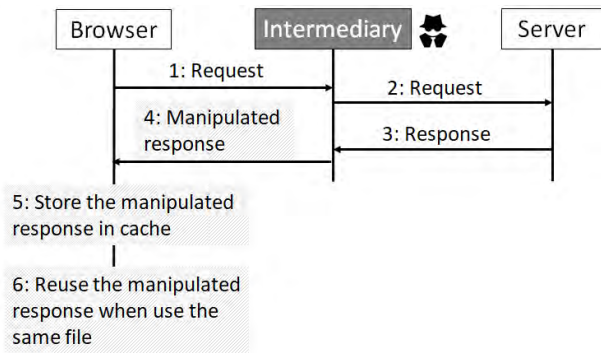 Browser
Intermediary
Server
1: Request
2: Request
3: Response
4: Manipulated
response
5: Store the manipulated
response in cache
6: Reuse the manipulated
response when use the
same file